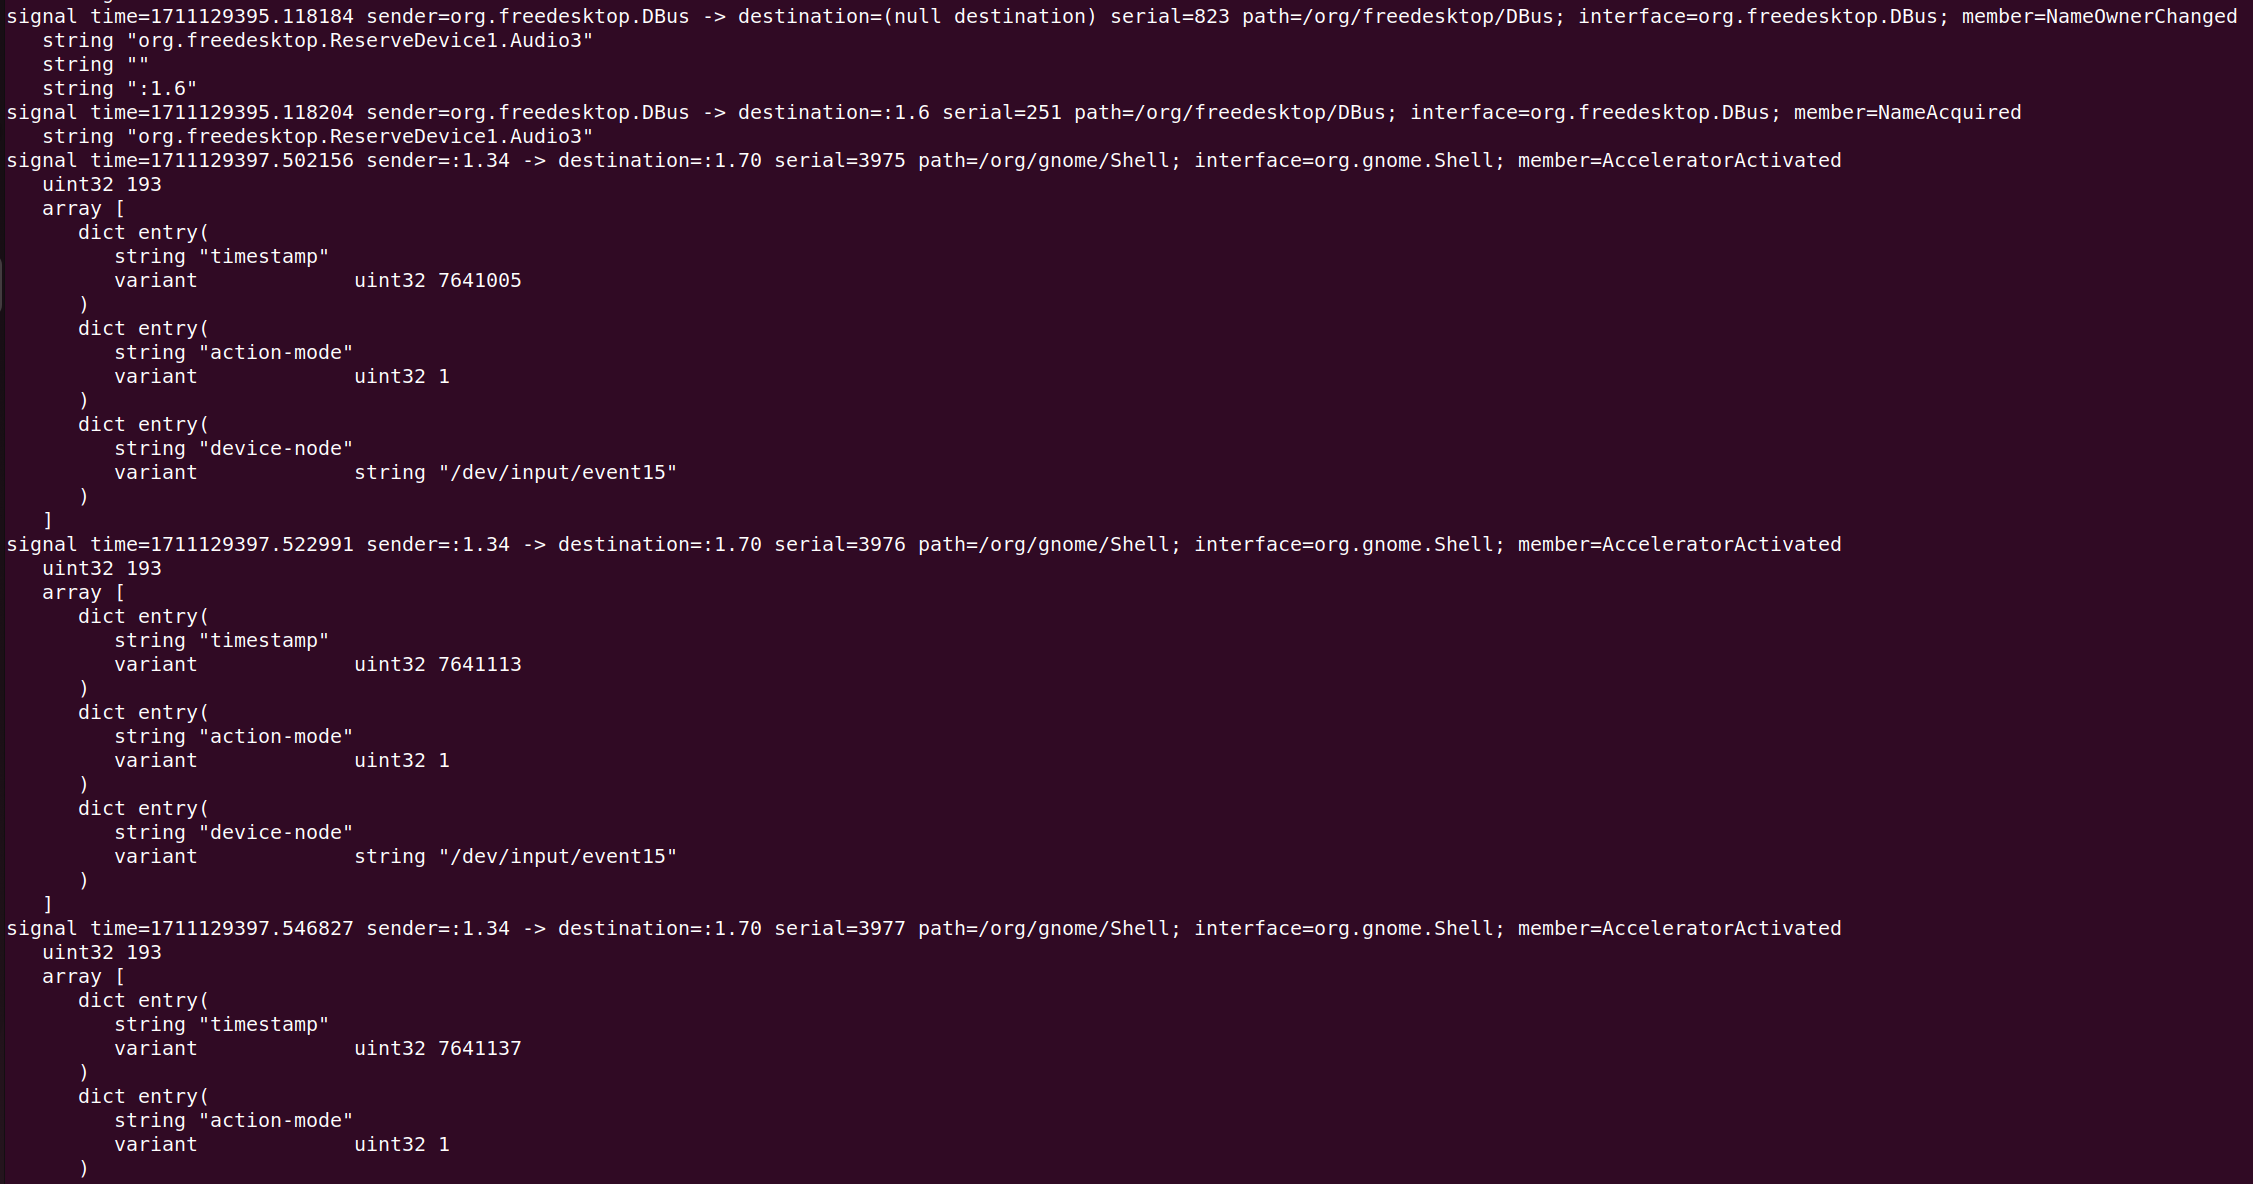 signal time=1711129395.118184 sender=org.freedesktop.DBus -> destination=(null destination) serial=823 path=/org/freedesktop/DBus; interface=org.freedesktop.DBus; member=NameOwnerChanged
   string "org.freedesktop.ReserveDevice1.Audio3"
   string ""
   string ":1.6"
signal time=1711129395.118204 sender=org.freedesktop.DBus -> destination=:1.6 serial=251 path=/org/freedesktop/DBus; interface=org.freedesktop.DBus; member=NameAcquired
   string "org.freedesktop.ReserveDevice1.Audio3"
signal time=1711129397.502156 sender=:1.34 -> destination=:1.70 serial=3975 path=/org/gnome/Shell; interface=org.gnome.Shell; member=AcceleratorActivated
   uint32 193
   array [
      dict entry(
         string "timestamp"
         variant             uint32 7641005
      )
      dict entry(
         string "action-mode"
         variant             uint32 1
      )
      dict entry(
         string "device-node"
         variant             string "/dev/input/event15"
      )
   ]
signal time=1711129397.522991 sender=:1.34 -> destination=:1.70 serial=3976 path=/org/gnome/Shell; interface=org.gnome.Shell; member=AcceleratorActivated
   uint32 193
   array [
      dict entry(
         string "timestamp"
         variant             uint32 7641113
      )
      dict entry(
         string "action-mode"
         variant             uint32 1
      )
      dict entry(
         string "device-node"
         variant             string "/dev/input/event15"
      )
   ]
signal time=1711129397.546827 sender=:1.34 -> destination=:1.70 serial=3977 path=/org/gnome/Shell; interface=org.gnome.Shell; member=AcceleratorActivated
   uint32 193
   array [
      dict entry(
         string "timestamp"
         variant             uint32 7641137
      )
      dict entry(
         string "action-mode"
         variant             uint32 1
      )